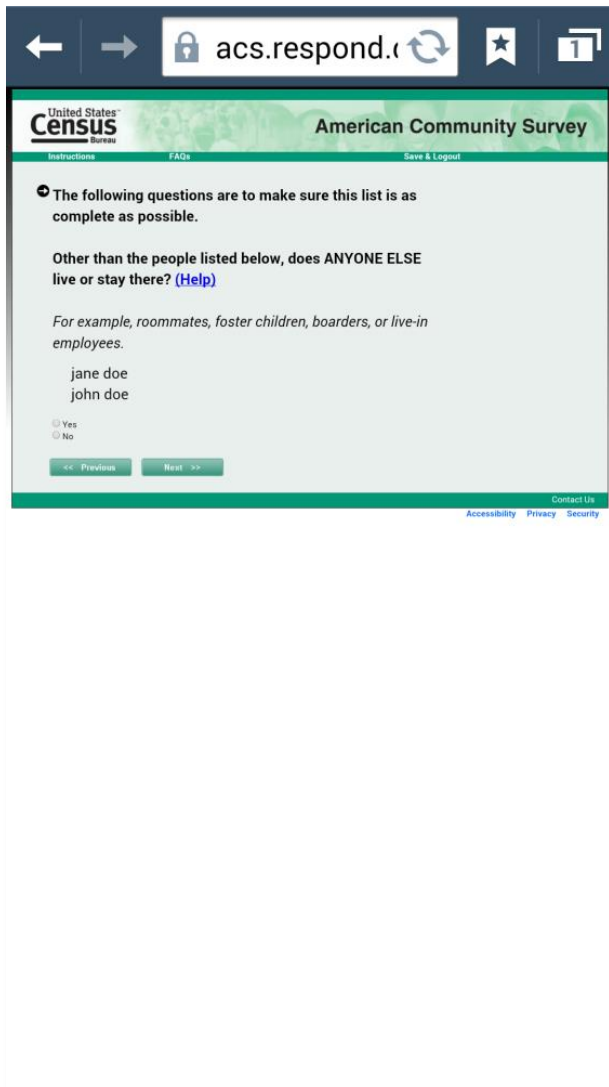 acs.respond.
1
United States™
Census
Bureau
American Community Survey
Instructions FAQs Save & Logout
The following questions are to make sure this list is as
complete as possible.
Other than the people listed below, does ANYONE ELSE
live or stay there? (Help)
For example, roommates, foster children, boarders, or live-in
employees.
jane doe
john doe
Yes
No
<< Previous Next >>
Contact Us
Accessibility Privacy Security